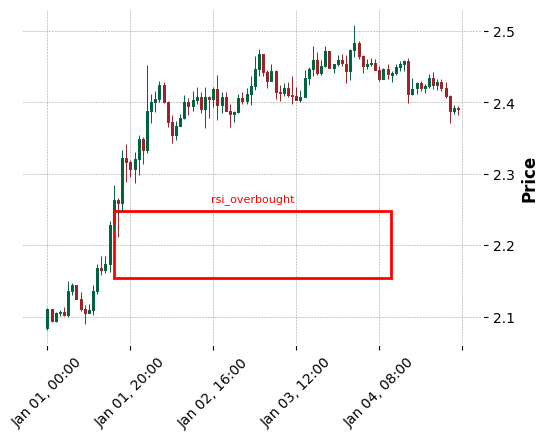 2.5
2.4
Price
2.3
rsi_overbought
2.2
2.1
Jan 01, 00:00
Jan 01, 20:00
Jan 02, 16:00
Jan 03, 12:00
Jan 04, 08:00